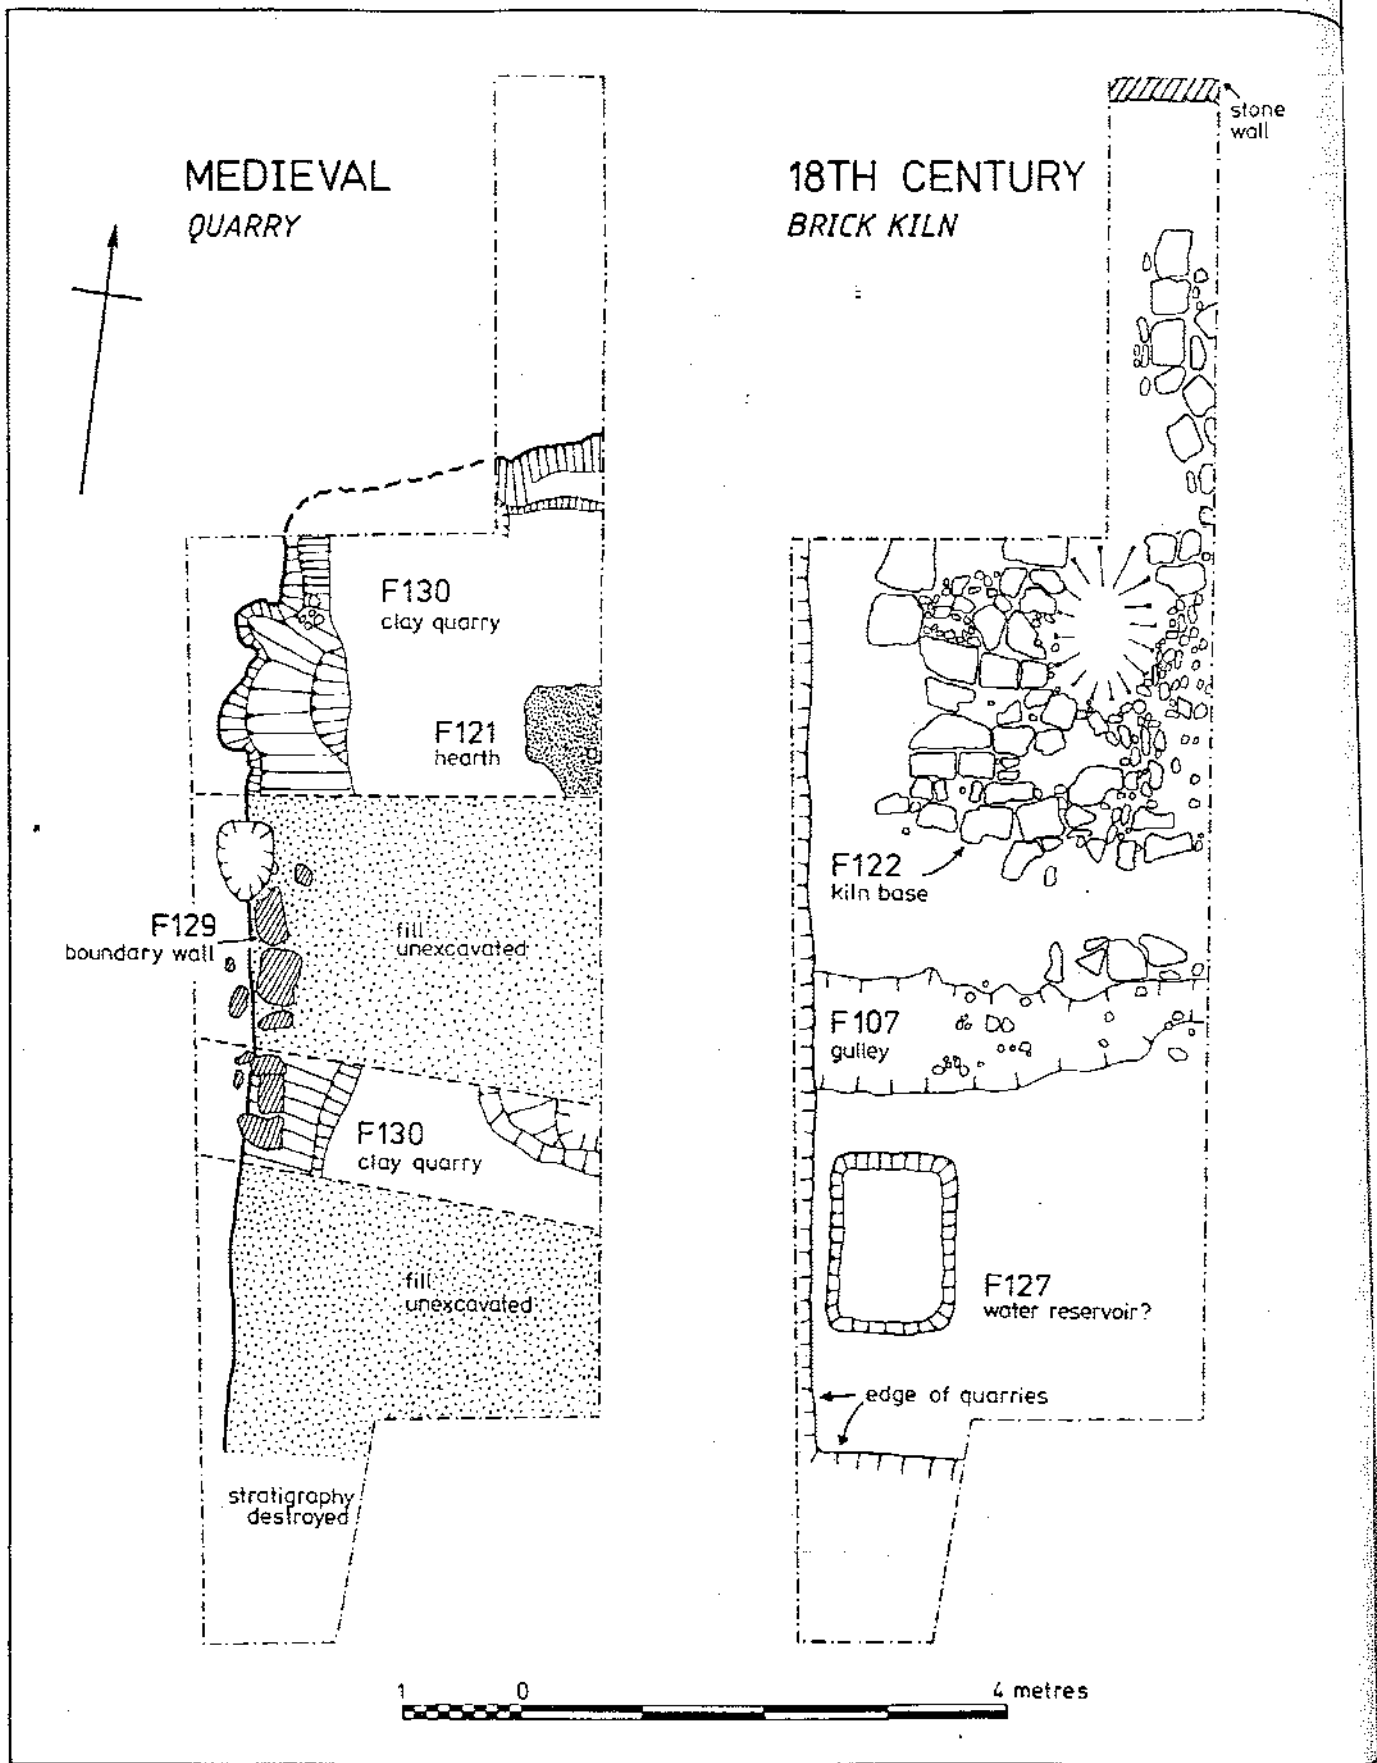 MEDIEVAL
QUARRY
F130
clay quarry
F121
hearth
F129
boundary wall
fill
unexcavated
F130
clay quarry
fill
unexcavated
stratigraphy
destroyed
18TH CENTURY
BRICK KILN
stone
wall
F122
kiln base
F107
gulley
F127
water reservoir?
edge of quarries
1 0 4 metres